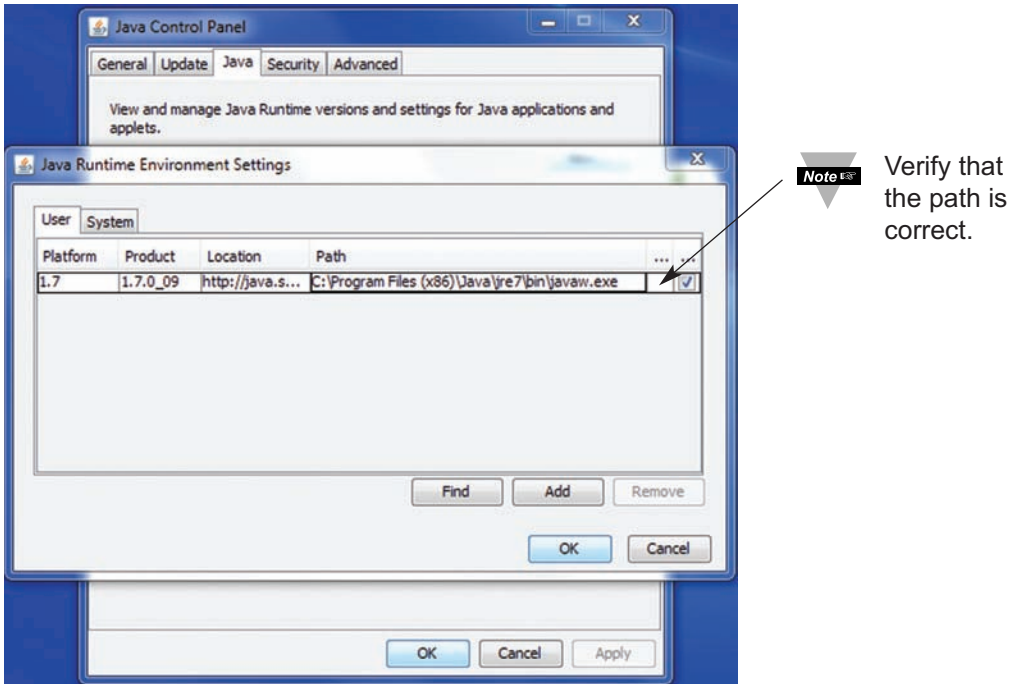 Java Control Panel
General Update Java Security Advanced
View and manage Java Runtime versions and settings for Java applications and
applets.
Java Runtime Environment Settings
User System
Platform Product Location Path ... ...
1.7 1.7.0_09 http://java.s... C:\Program Files (x86)\Java\jre7\bin\javaw.exe
Find Add Remove
OK Cancel
OK Cancel Apply
Note
Verify that
the path is
correct.